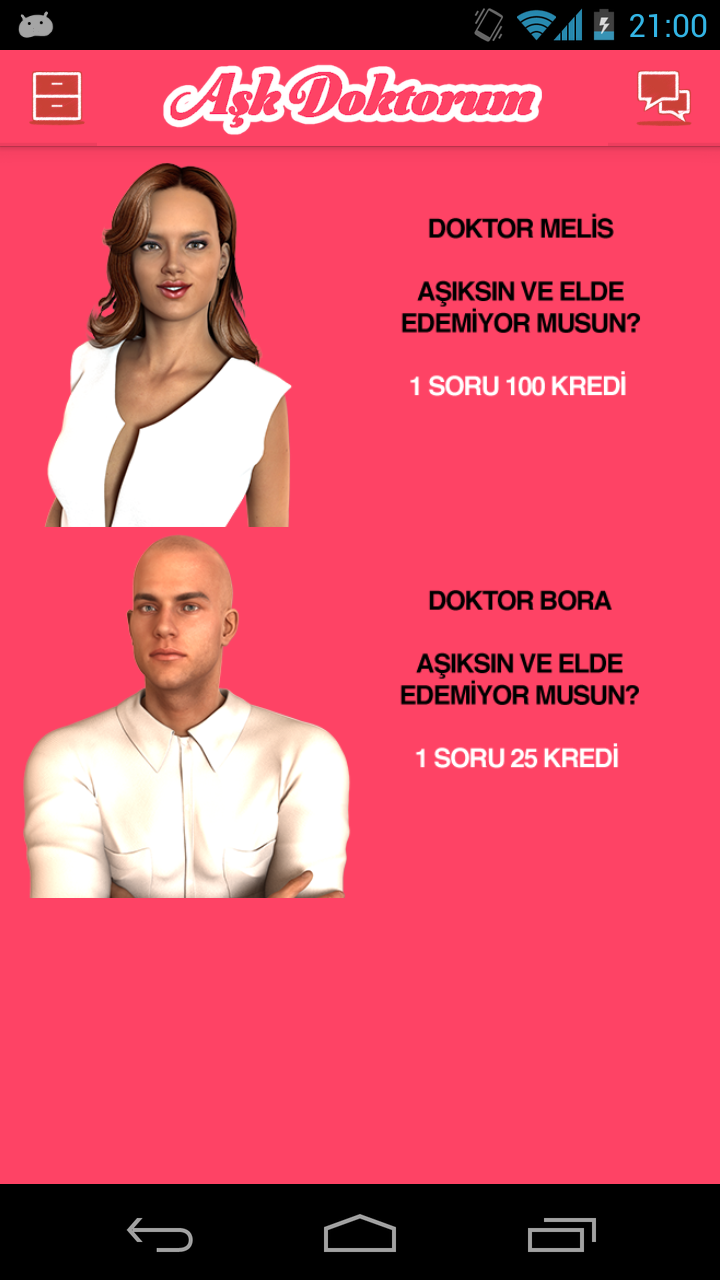 21:00
Aşk Doktorum
DOKTOR MELİS
AŞIKSIN VE ELDE
EDEMİYOR MUSUN?
1 SORU 100 KREDİ
DOKTOR BORA
AŞIKSIN VE ELDE
EDEMİYOR MUSUN?
1 SORU 25 KREDİ